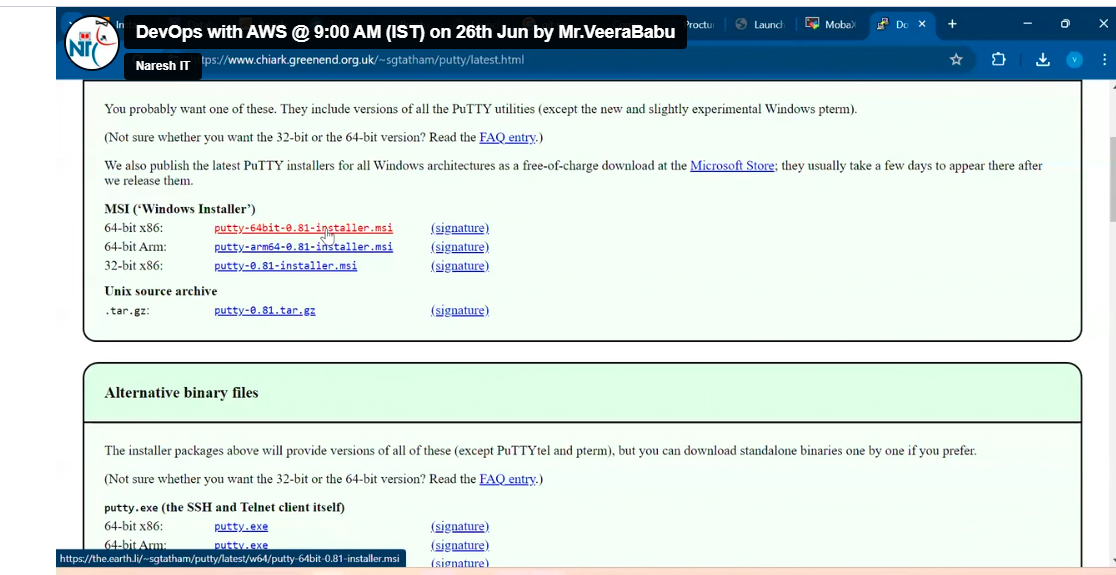 DevOps with AWS @ 9:00 AM (IST) on 26th Jun by Mr.VeeraBabu
Proctu
Launch
MobaX
Do
NIT
Naresh IT
tps://www.chiark.greenend.org.uk/~sgtatham/putty/latest.html
V
You probably want one of these. They include versions of all the PuTTY utilities (except the new and slightly experimental Windows pterm).
(Not sure whether you want the 32-bit or the 64-bit version? Read the FAQ entry.)
We also publish the latest PuTTY installers for all Windows architectures as a free-of-charge download at the Microsoft Store; they usually take a few days to appear there after
we release them.
MSI (‘Windows Installer’)
64-bit x86: putty-64bit-0.81-installer.msi (signature)
64-bit Arm: putty-arm64-0.81-installer.msi (signature)
32-bit x86: putty-0.81-installer.msi (signature)
Unix source archive
.tar.gz: putty-0.81.tar.gz (signature)
Alternative binary files
The installer packages above will provide versions of all of these (except PuTTYtel and pterm), but you can download standalone binaries one by one if you prefer.
(Not sure whether you want the 32-bit or the 64-bit version? Read the FAQ entry.)
putty.exe (the SSH and Telnet client itself)
64-bit x86: putty.exe (signature)
64-bit Arm: putty.exe (signature)
(signature)
https://the.earth.li/~sgtatham/putty/latest/w64/putty-64bit-0.81-installer.msi